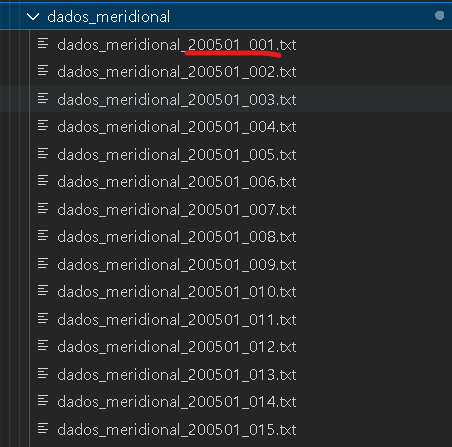 dados_meridional
dados_meridional_200501_001.txt
dados_meridional_200501_002.txt
dados_meridional_200501_003.txt
dados_meridional_200501_004.txt
dados_meridional_200501_005.txt
dados_meridional_200501_006.txt
dados_meridional_200501_007.txt
dados_meridional_200501_008.txt
dados_meridional_200501_009.txt
dados_meridional_200501_010.txt
dados_meridional_200501_011.txt
dados_meridional_200501_012.txt
dados_meridional_200501_013.txt
dados_meridional_200501_014.txt
dados_meridional_200501_015.txt